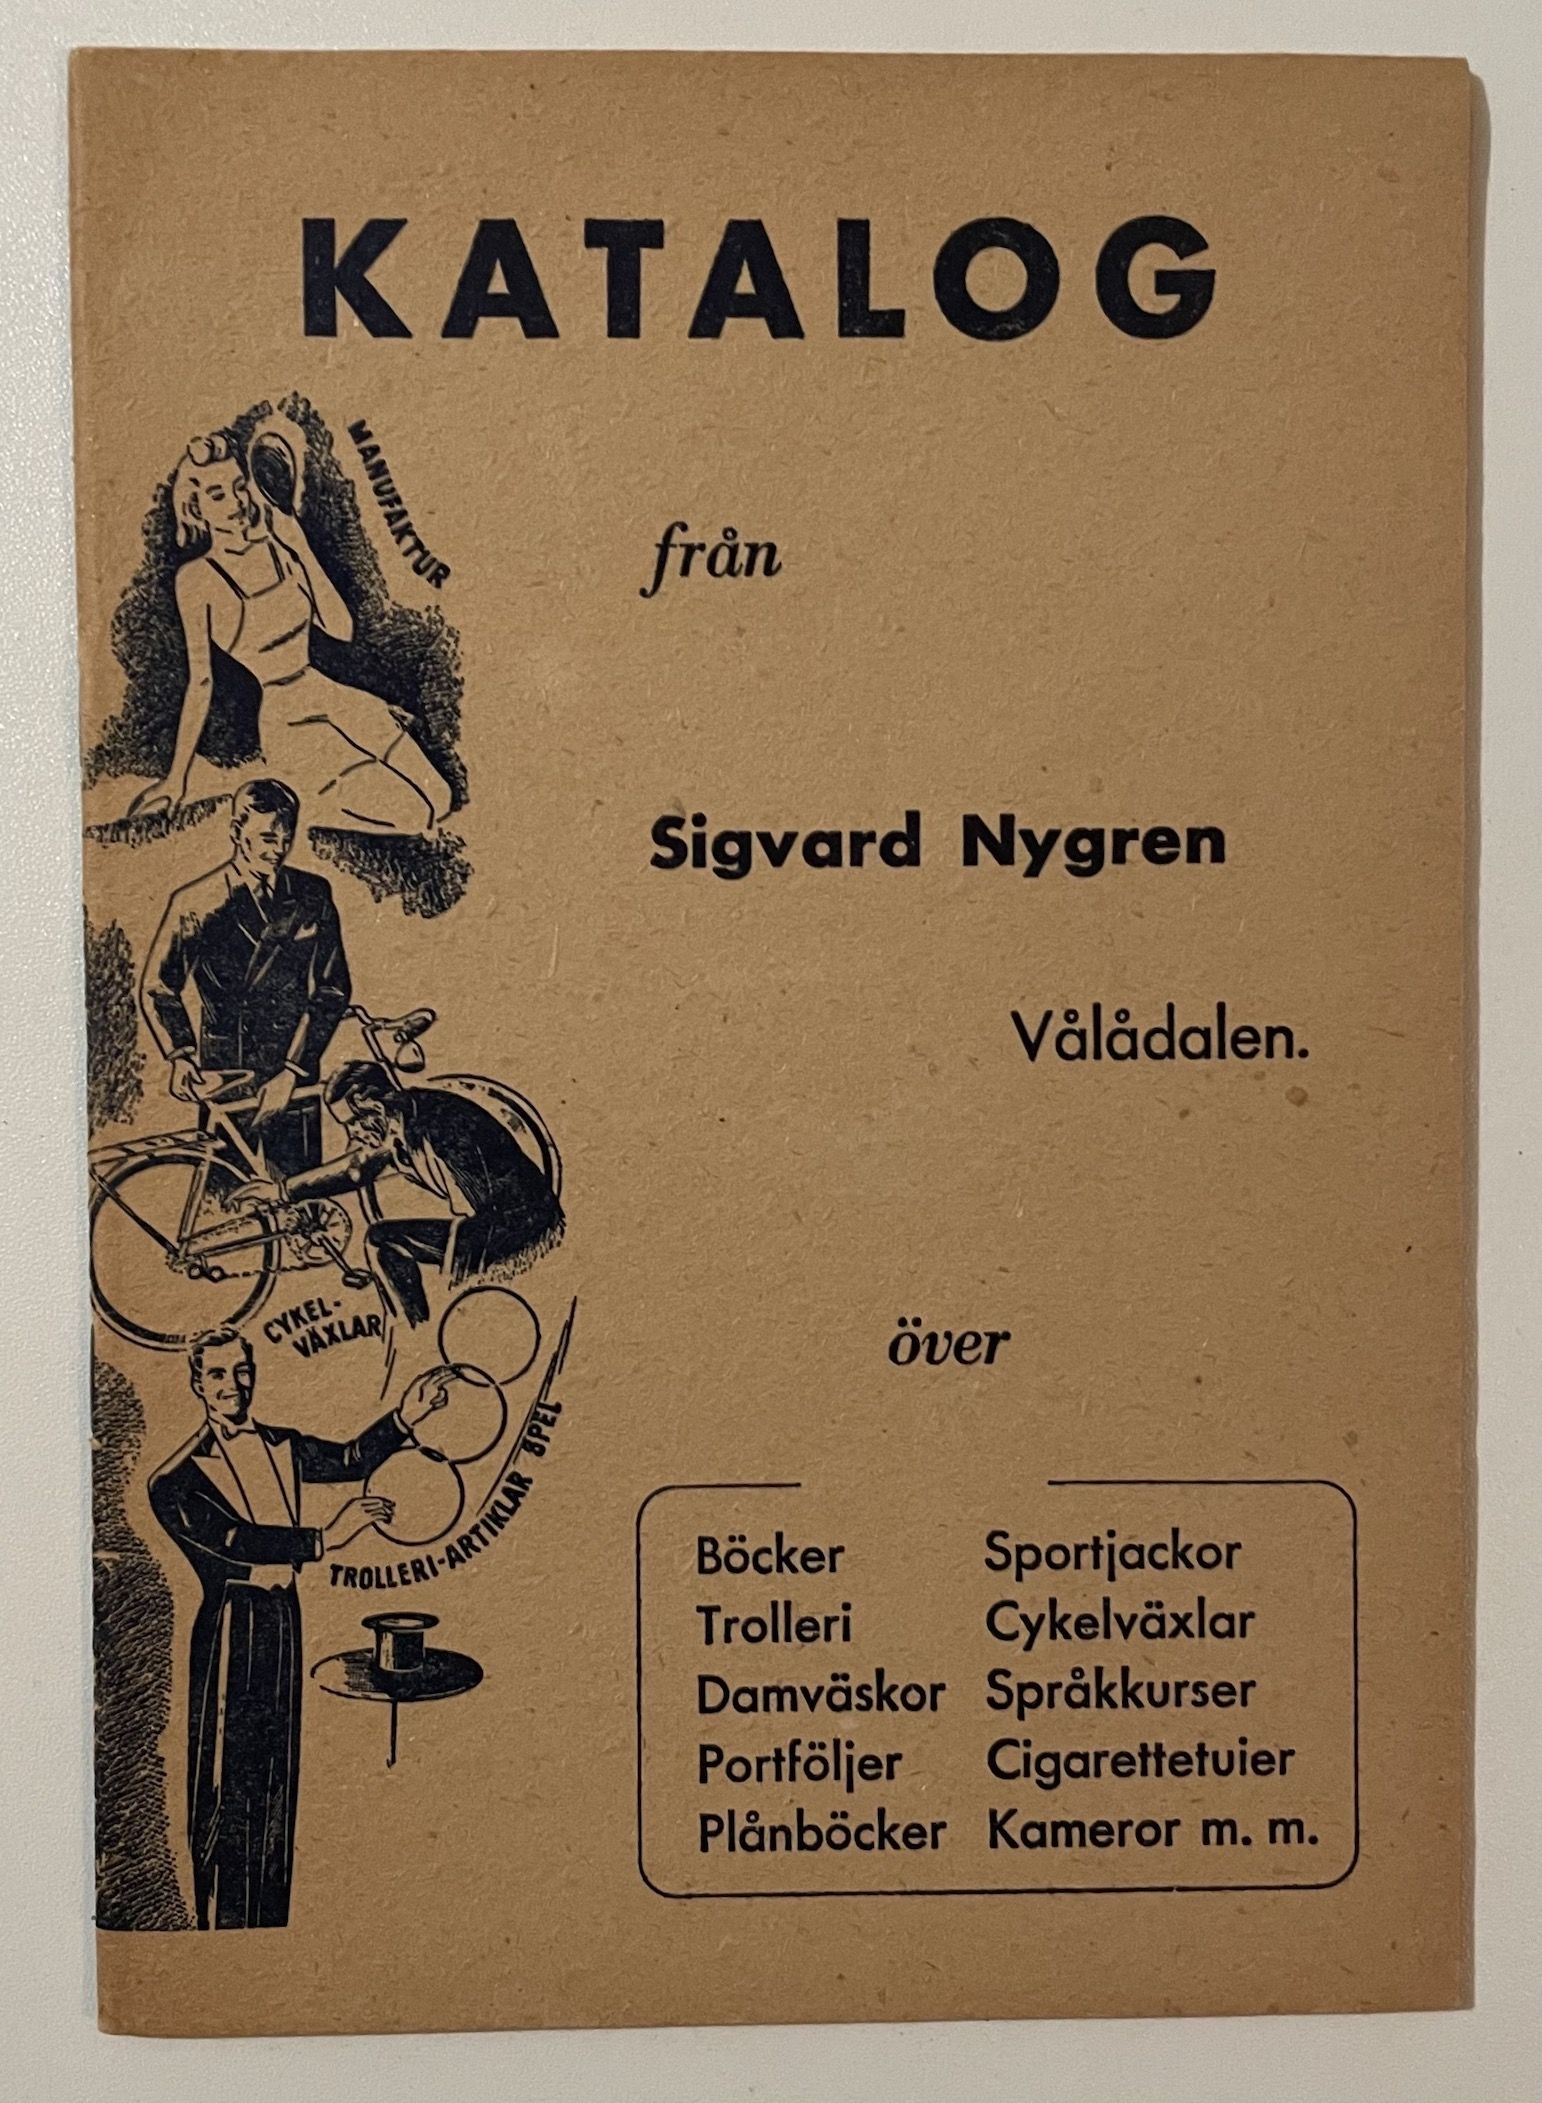 KATALOG
MANUFAKTUR
från
Sigvard Nygren
Vålådalen.
CYKEL-
VÄXLAR
över
TROLLERI-ARTIKLAR SPEL
Böcker Sportjackor
Trolleri Cykelväxlar
Damväskor Språkkurser
Portföljer Cigarettetuier
Plånböcker Kameror m. m.